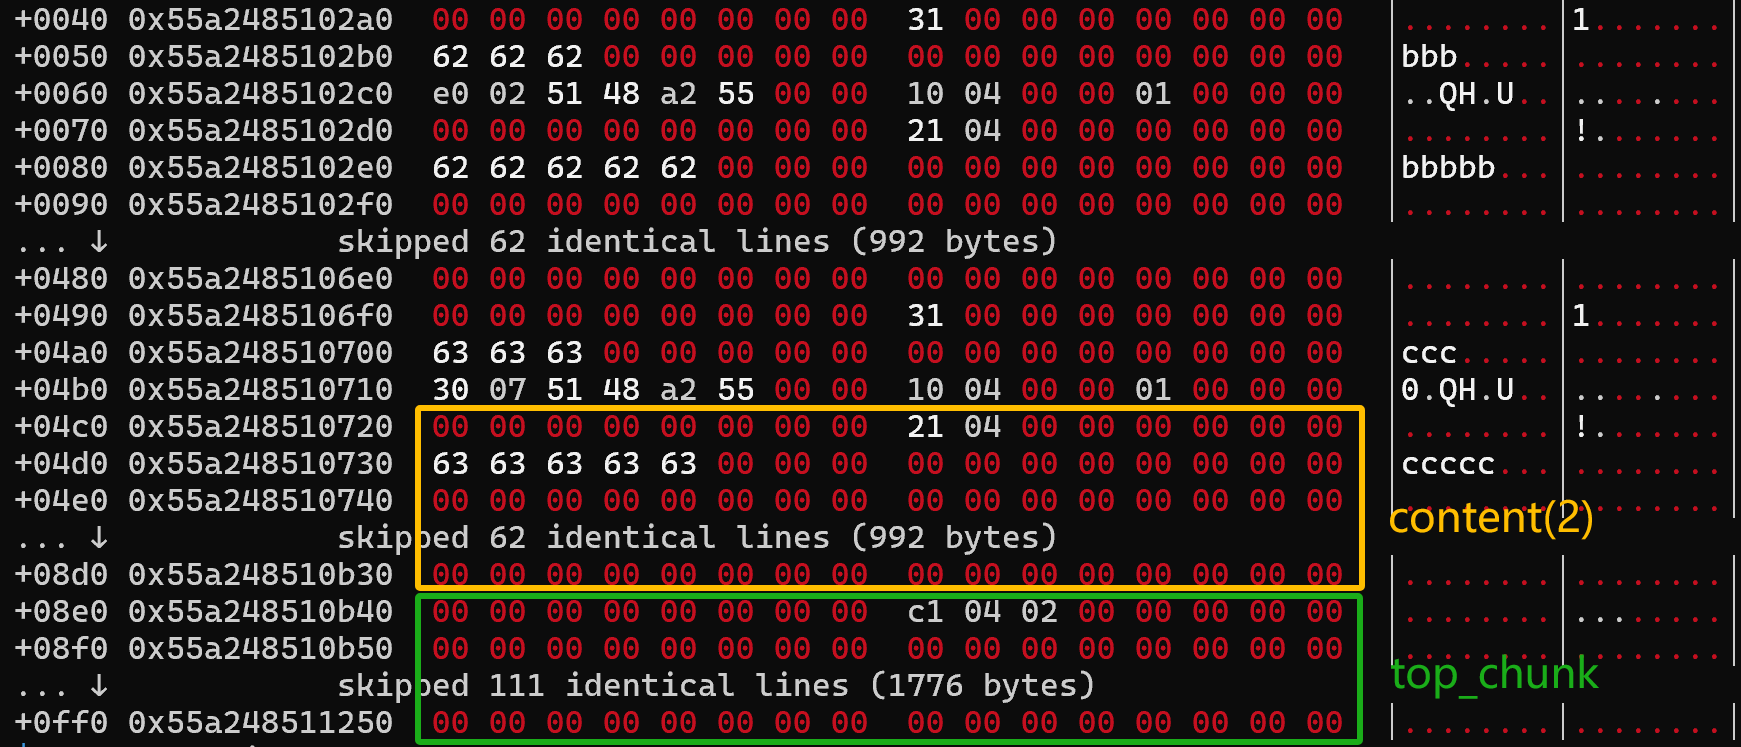 +0040 0x55a2485102a0 00 00 00 00 00 00 00 00 31 00 00 00 00 00 00 00 │........│1.......│
+0050 0x55a2485102b0 62 62 62 00 00 00 00 00 00 00 00 00 00 00 00 00 │bbb.....│........│
+0060 0x55a2485102c0 e0 02 51 48 a2 55 00 00 10 04 00 00 01 00 00 00 │..QH.U..│........│
+0070 0x55a2485102d0 00 00 00 00 00 00 00 00 21 04 00 00 00 00 00 00 │........│!.......│
+0080 0x55a2485102e0 62 62 62 62 62 00 00 00 00 00 00 00 00 00 00 00 │bbbbb...│........│
+0090 0x55a2485102f0 00 00 00 00 00 00 00 00 00 00 00 00 00 00 00 00 │........│........│
... ↓ skipped 62 identical lines (992 bytes)
+0480 0x55a2485106e0 00 00 00 00 00 00 00 00 00 00 00 00 00 00 00 00 │........│........│
+0490 0x55a2485106f0 00 00 00 00 00 00 00 00 31 00 00 00 00 00 00 00 │........│1.......│
+04a0 0x55a248510700 63 63 63 00 00 00 00 00 00 00 00 00 00 00 00 00 │ccc.....│........│
+04b0 0x55a248510710 30 07 51 48 a2 55 00 00 10 04 00 00 01 00 00 00 │0.QH.U..│........│
+04c0 0x55a248510720 00 00 00 00 00 00 00 00 21 04 00 00 00 00 00 00 │........│!.......│
+04d0 0x55a248510730 63 63 63 63 63 00 00 00 00 00 00 00 00 00 00 00 │ccccc...│........│
+04e0 0x55a248510740 00 00 00 00 00 00 00 00 00 00 00 00 00 00 00 00 │........│........│
content(2)
... ↓ skipped 62 identical lines (992 bytes)
+08d0 0x55a248510b30 00 00 00 00 00 00 00 00 00 00 00 00 00 00 00 00 │........│........│
+08e0 0x55a248510b40 00 00 00 00 00 00 00 00 c1 04 02 00 00 00 00 00 │........│........│
+08f0 0x55a248510b50 00 00 00 00 00 00 00 00 00 00 00 00 00 00 00 00 │........│........│
top_chunk
... ↓ skipped 111 identical lines (1776 bytes)
+0ff0 0x55a248511250 00 00 00 00 00 00 00 00 00 00 00 00 00 00 00 00 │........│........│